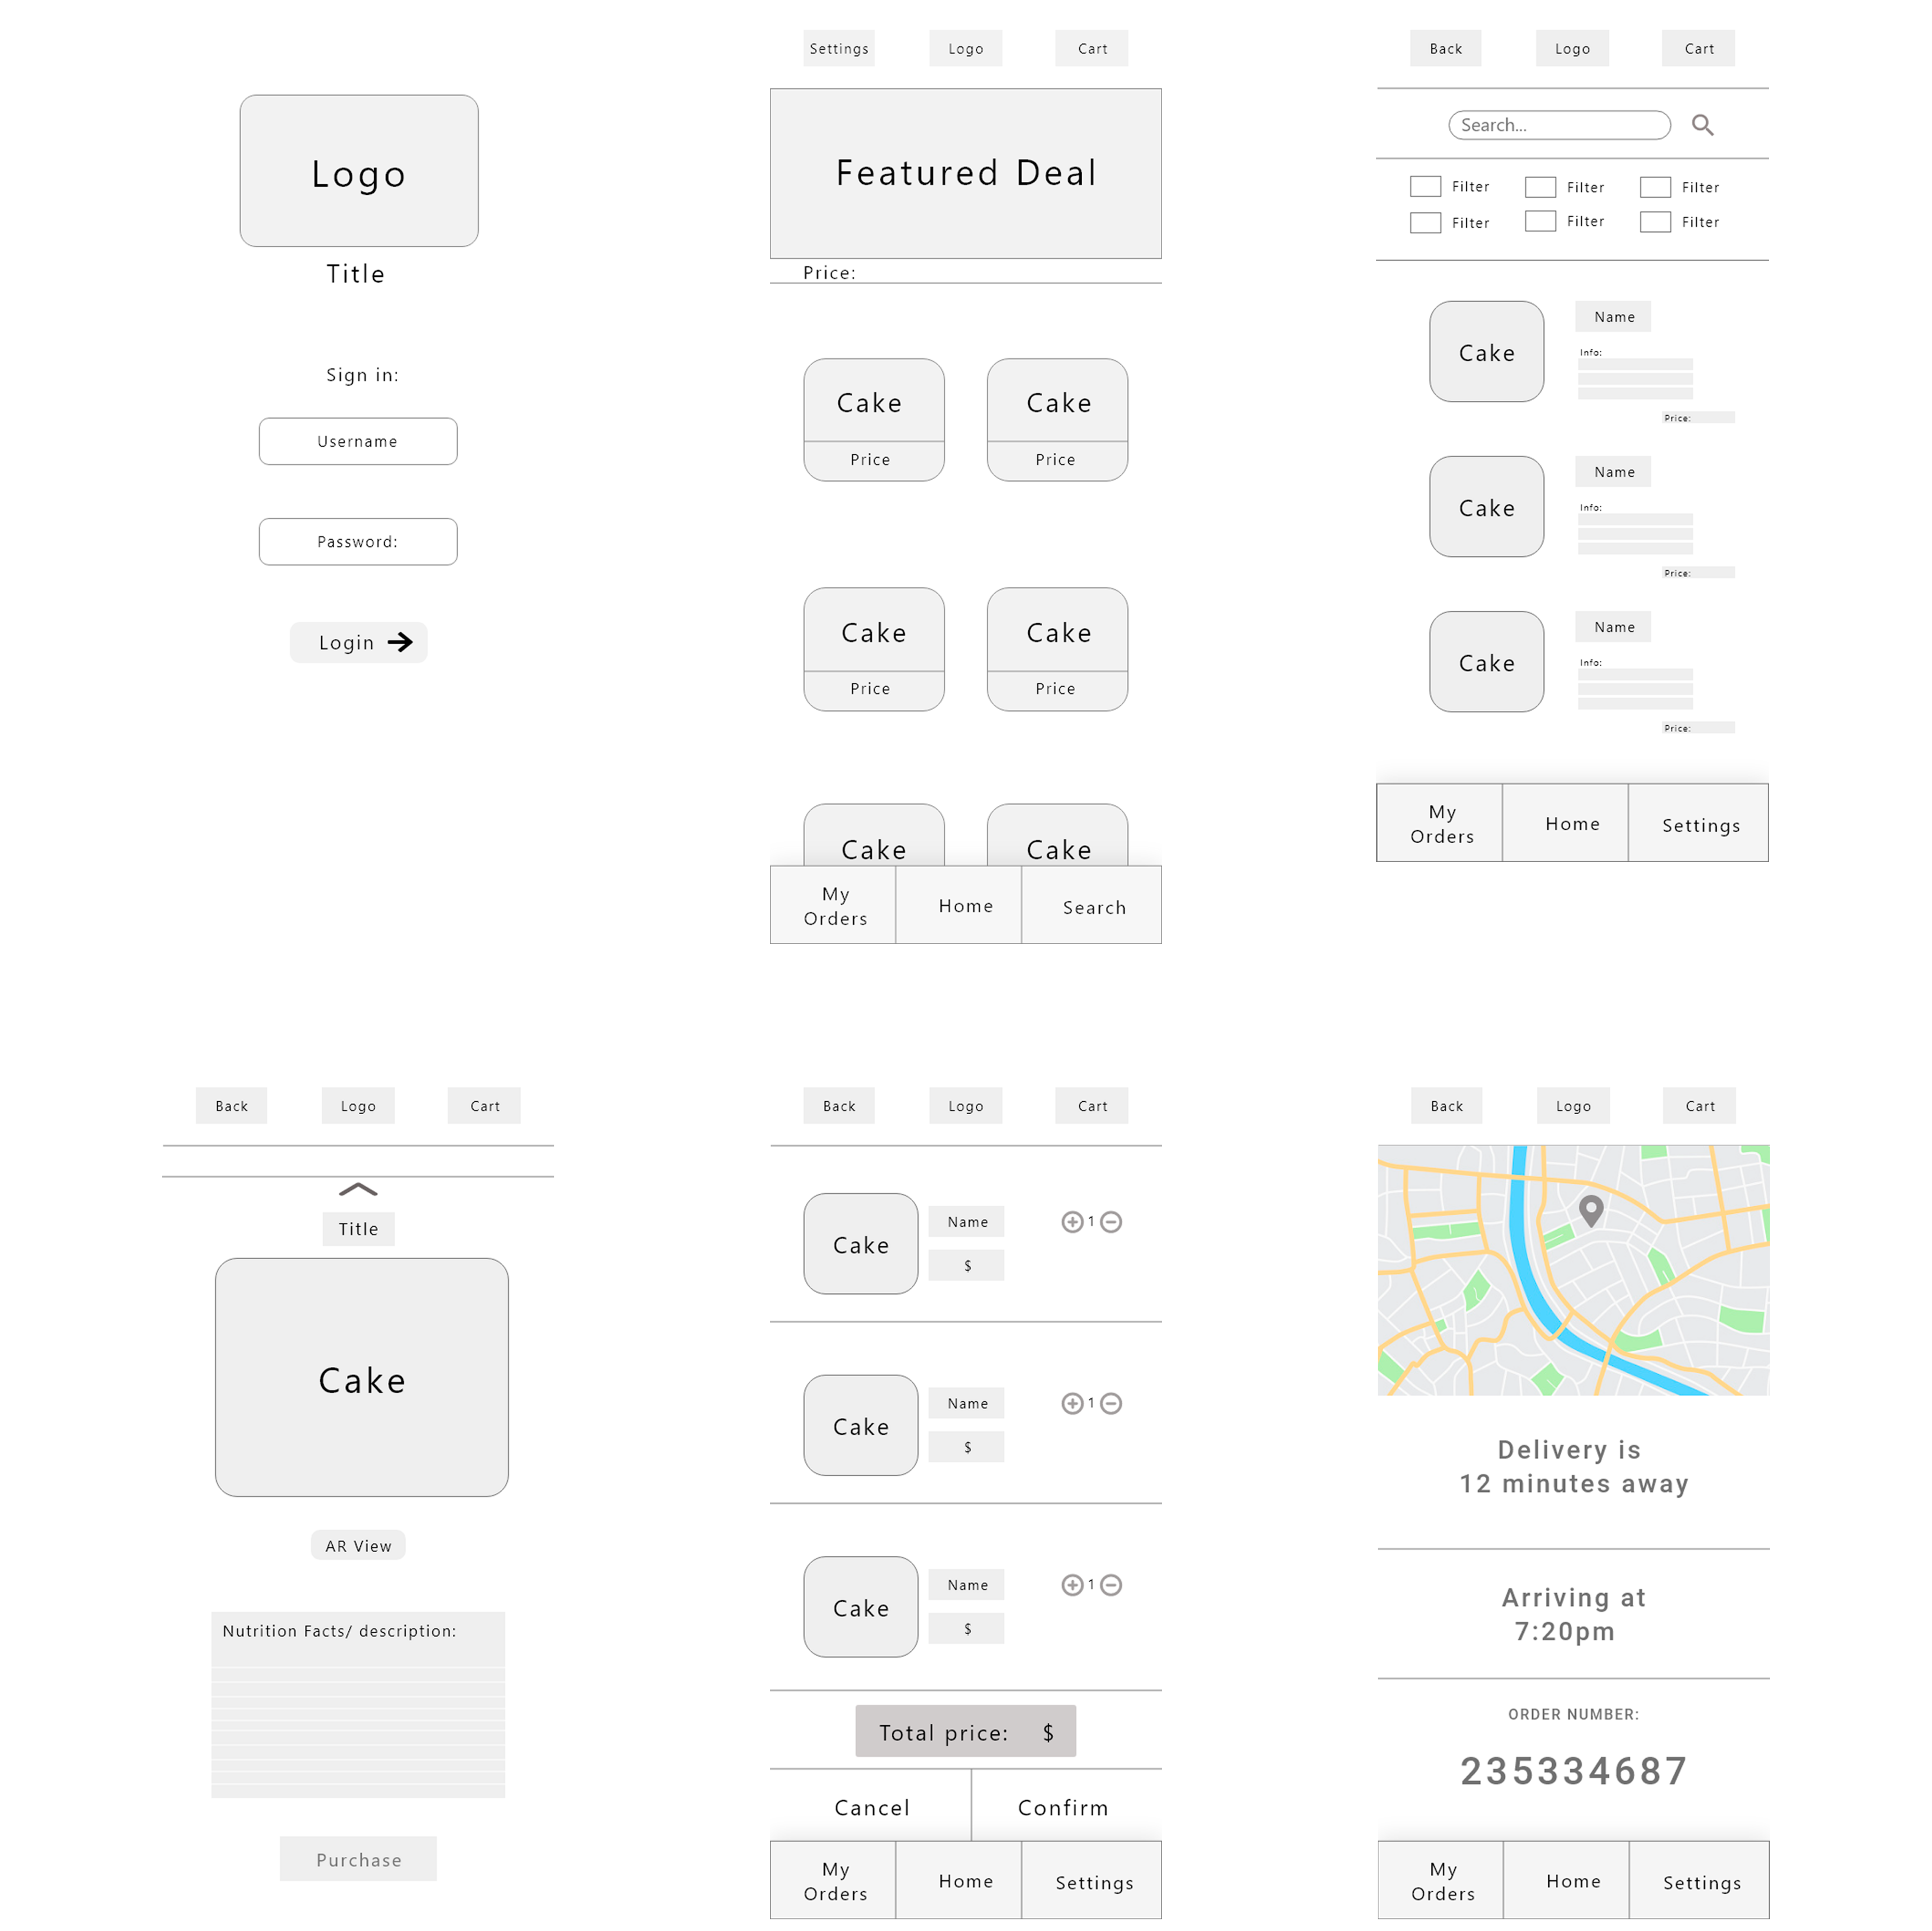 Logo
Title
Sign in:
Username
Password:
Login
Settings Logo Cart
Featured Deal
Price:
Cake Cake
Price Price
Cake Cake
Price Price
Cake Cake
My
Orders
Home
Search
Back Logo Cart
Search...
Filter Filter Filter
Filter Filter Filter
Cake
Name
Info:
Price:
Cake
Name
Info:
Price:
Cake
Name
Info:
Price:
My
Orders
Home
Settings
Back Logo Cart
Title
Cake
AR View
Nutrition Facts/ description:
Purchase
Back Logo Cart
Cake
Name
1
$
Cake
Name
1
$
Cake
Name
1
$
Total price: $
Cancel Confirm
My
Orders
Home
Settings
Back Logo Cart
Delivery is
12 minutes away
Arriving at
7:20pm
ORDER NUMBER:
235334687
My
Orders
Home
Settings